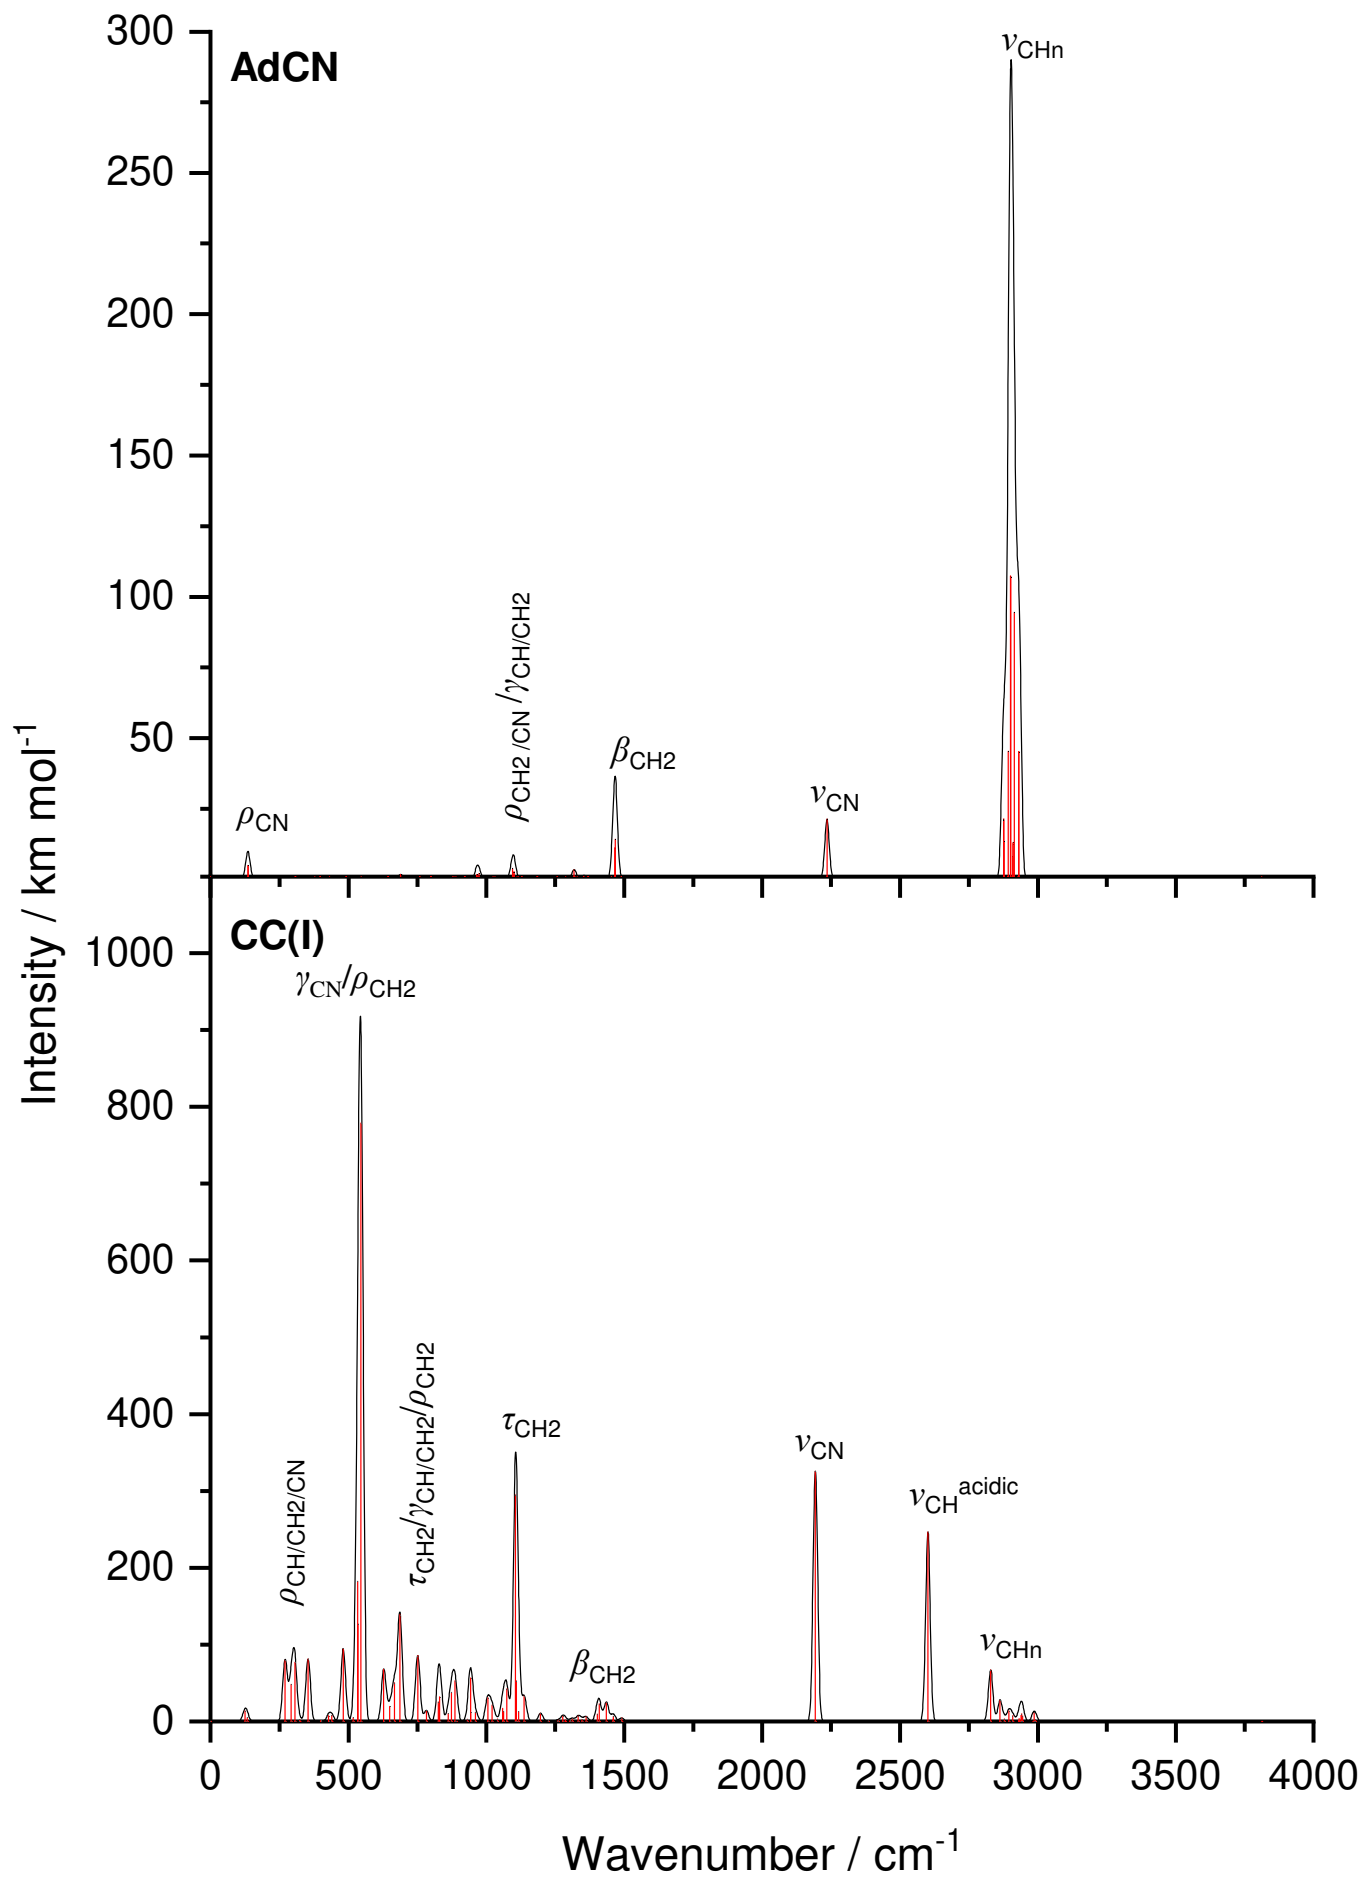 300
AdCN
νCHn
250
200
150
100
ρCH2 /CN /γCH/CH2
50
βCH2
νCN
ρCN
Intensity / km mol-1
CC(I)
1000
γCN/ρCH2
800
600
τCH2/γCH/CH2/ρCH2
400
τCH2
νCN
ρCH/CH2/CN
νCHacidic
200
νCHn
βCH2
0
0 500 1000 1500 2000 2500 3000 3500 4000
Wavenumber / cm-1